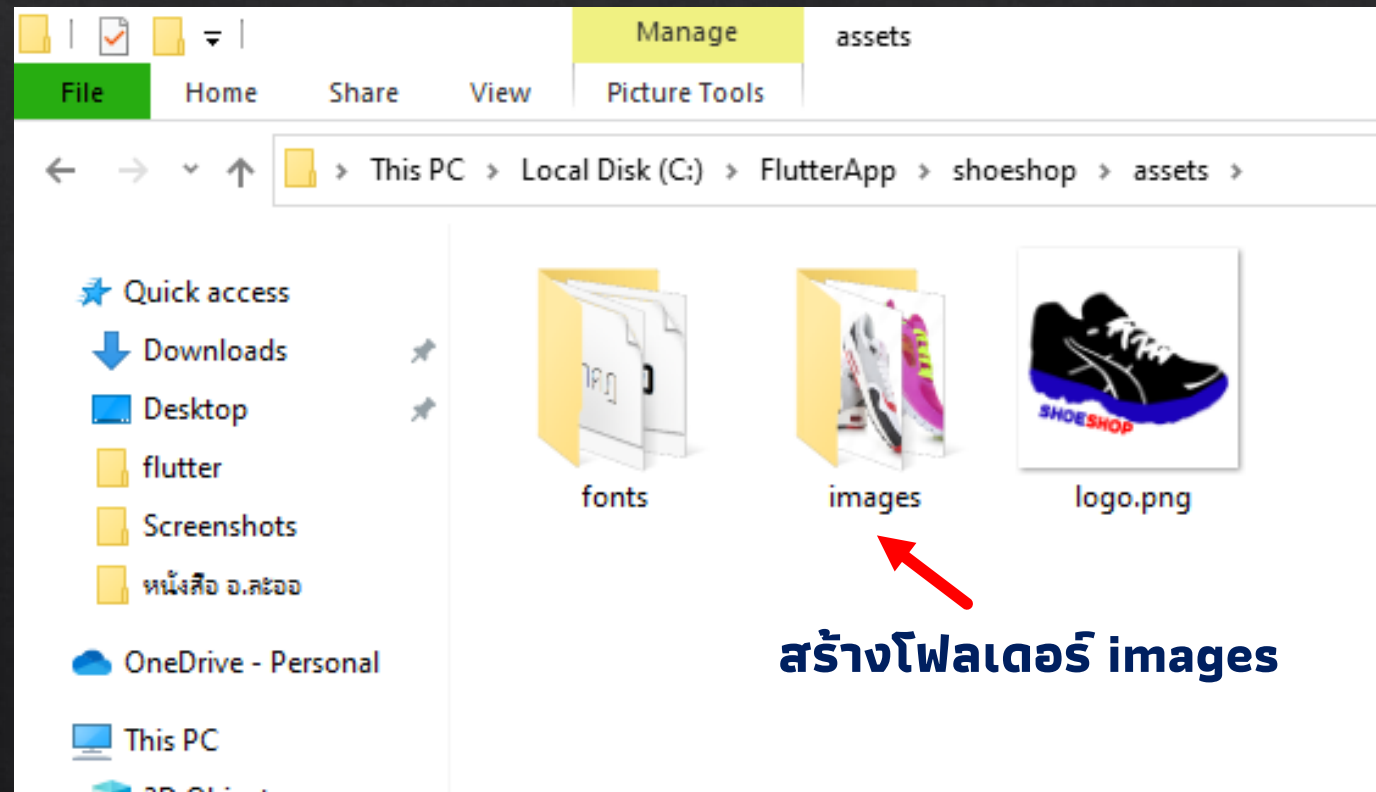 Manage assets
File Home Share View Picture Tools
This PC Local Disk (C:) FlutterApp shoeshop assets
Quick access
Downloads
Desktop
flutter
Screenshots
หนังสือ อ.ละออ
OneDrive - Personal
This PC
SHOESHOP
fonts images logo.png
สร้างโฟลเดอร์ images